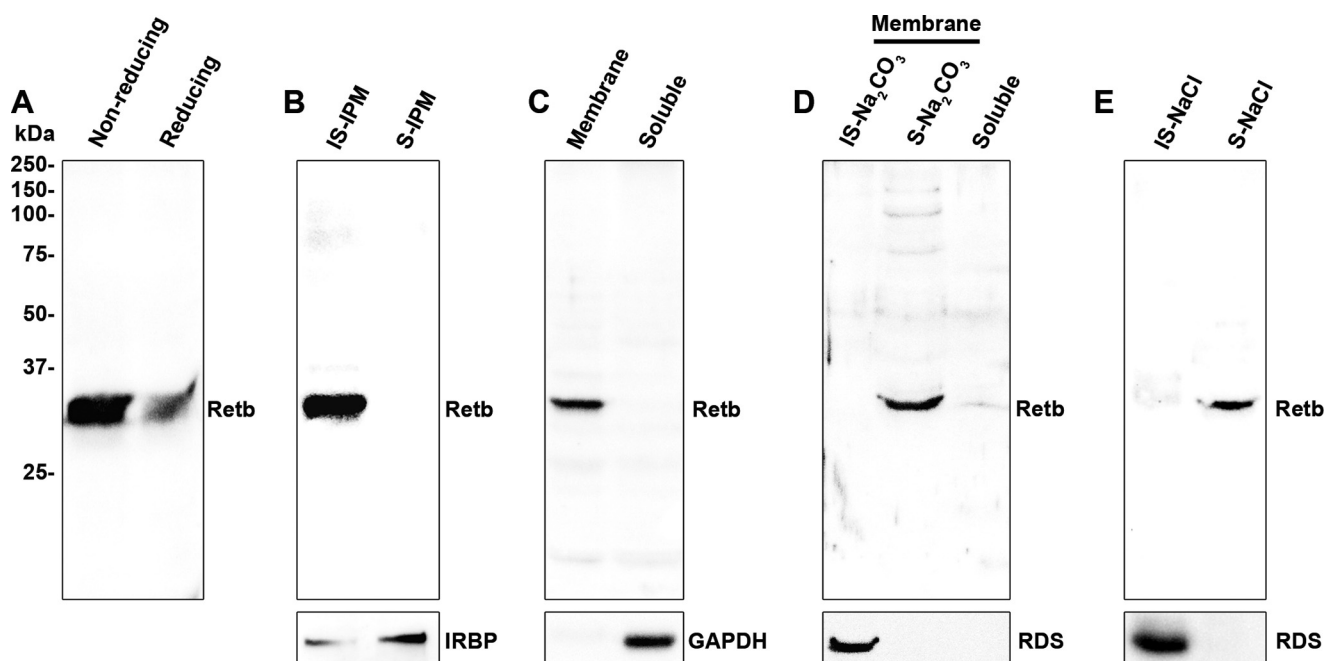 Membrane
A
Non-reducing
Reducing
B
IS-IPM
S-IPM
C
Membrane
Soluble
D
IS-Na₂CO₃
S-Na₂CO₃
Soluble
E
IS-NaCl
S-NaCl
kDa
250-
150-
100-
75-
50-
37-
25-
Retb
Retb
Retb
Retb
Retb
IRBP
GAPDH
RDS
RDS